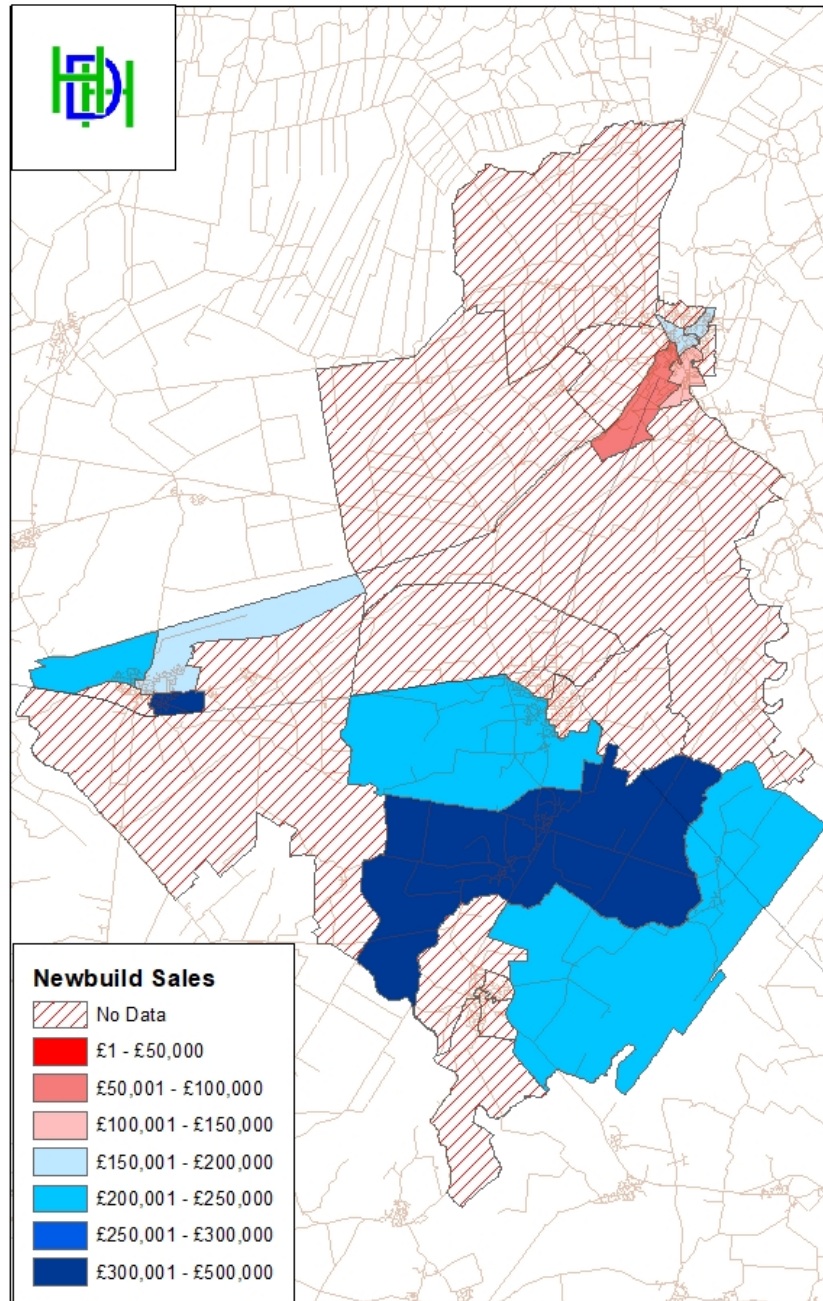 HDH
Newbuild Sales
No Data
£1 - £50,000
£50,001 - £100,000
£100,001 - £150,000
£150,001 - £200,000
£200,001 - £250,000
£250,001 - £300,000
£300,001 - £500,000